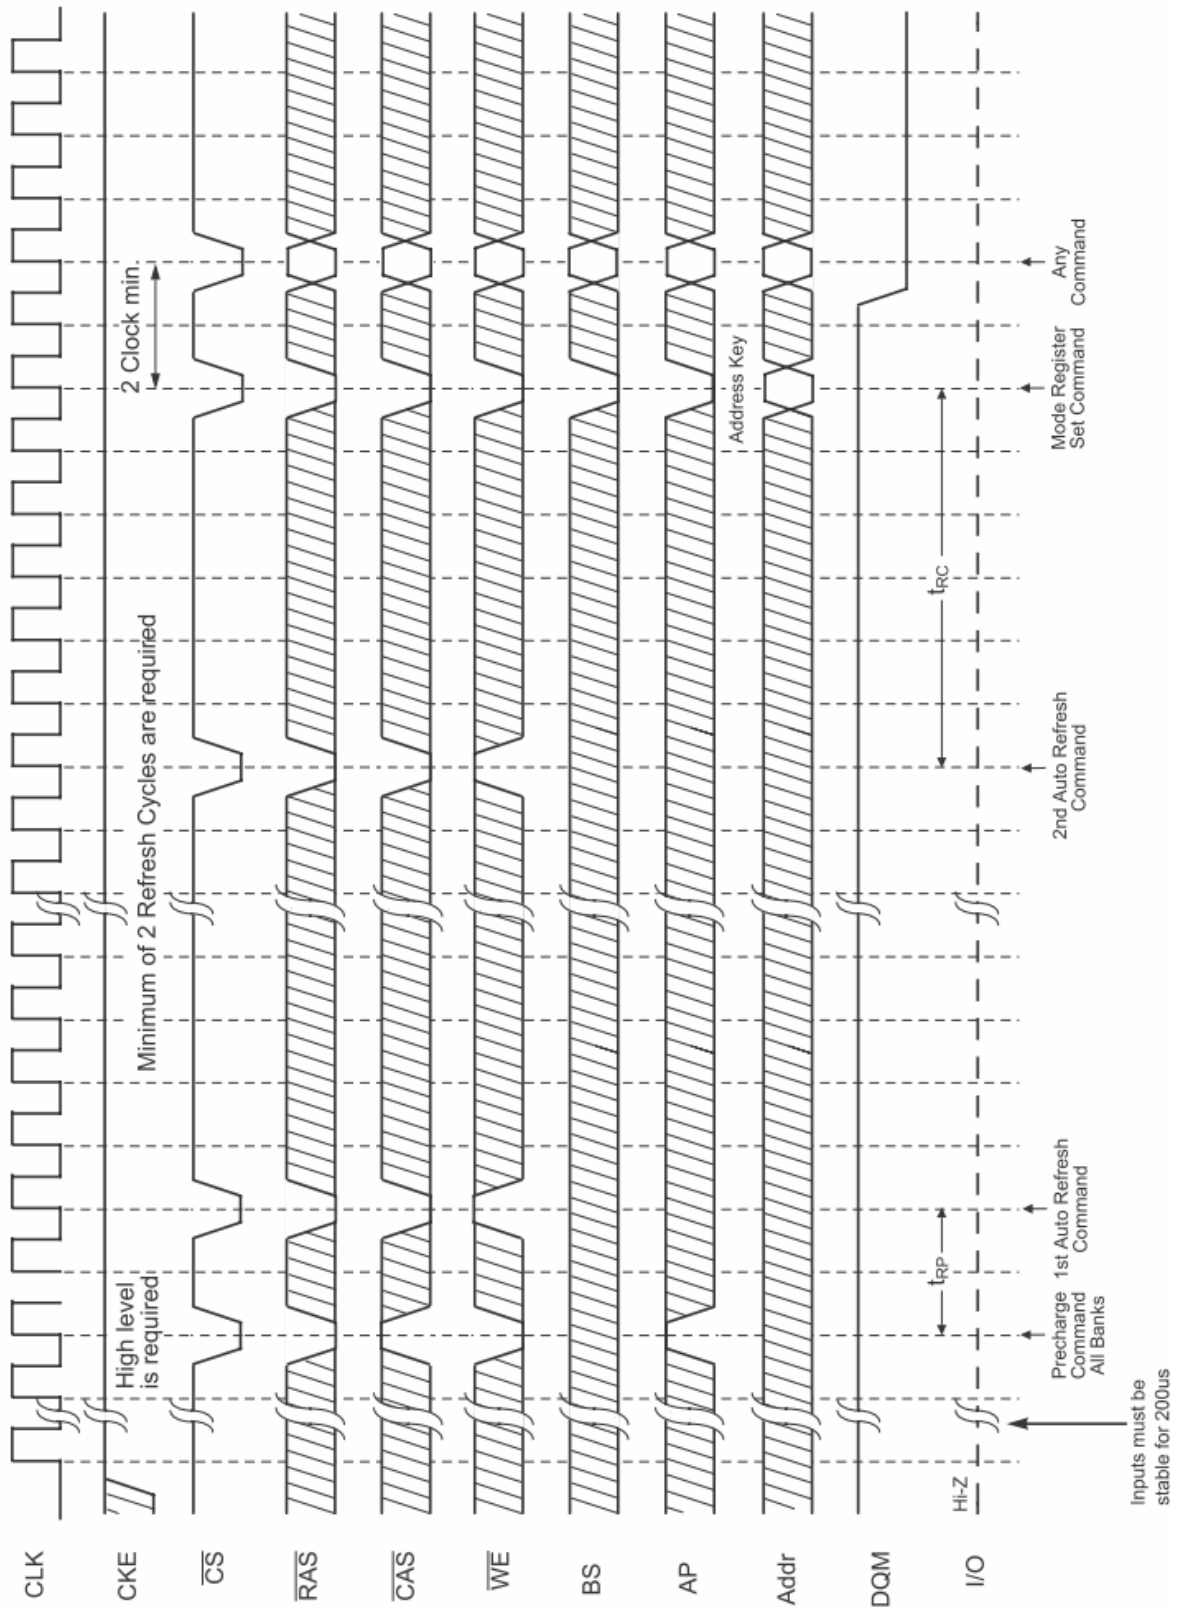 CLK
CKE
CS
RAS
CAS
WE
BS
AP
Addr
DQM
I/O
High level
is required
Minimum of 2 Refresh Cycles are required
2 Clock min.
Address Key
tRP
tRC
Hi-Z
Inputs must be
stable for 200us
Precharge
Command
All Banks
1st Auto Refresh
Command
2nd Auto Refresh
Command
Mode Register
Set Command
Any
Command